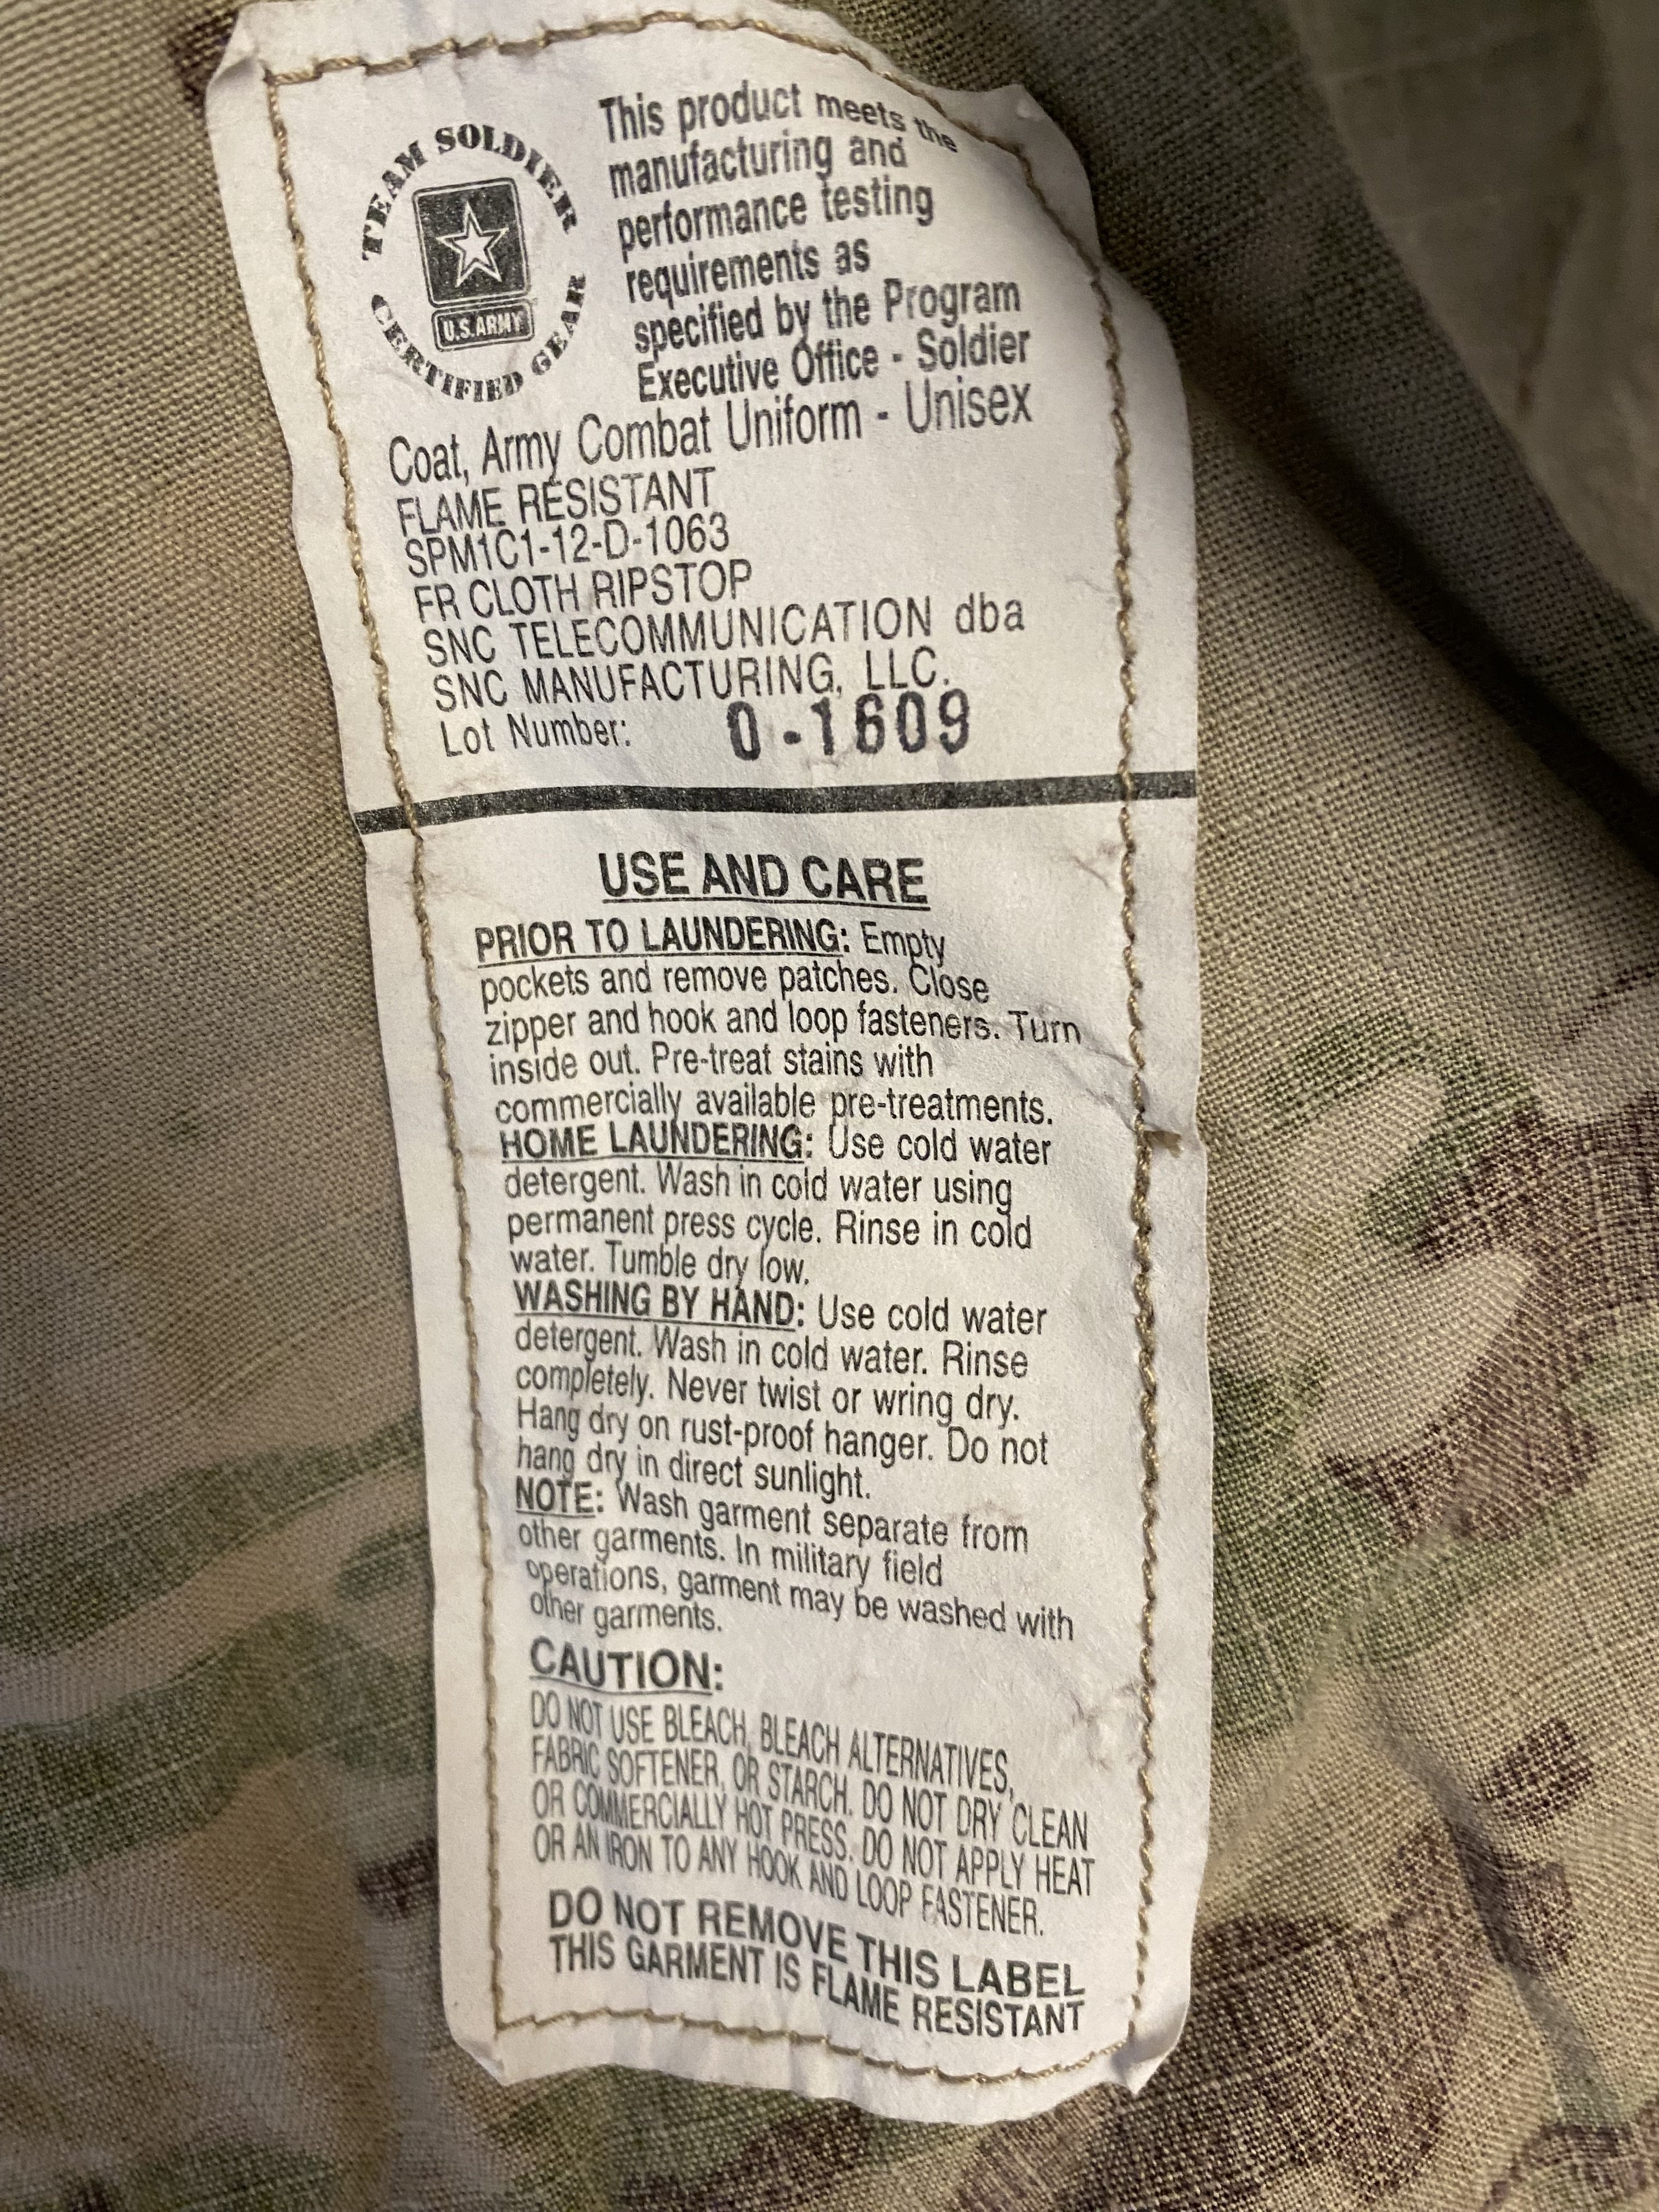 TEAM SOLDIER
CERTIFIED GEAR
U.S.ARMY
This product meets the
manufacturing and
performance testing
requirements as
specified by the Program
Executive Office - Soldier
Coat, Army Combat Uniform - Unisex
FLAME RESISTANT
SPM1C1-12-D-1063
FR CLOTH RIPSTOP
SNC TELECOMMUNICATION dba
SNC MANUFACTURING, LLC.
Lot Number: 0-1609
USE AND CARE
PRIOR TO LAUNDERING: Empty
pockets and remove patches. Close
zipper and hook and loop fasteners. Turn
inside out. Pre-treat stains with
commercially available pre-treatments.
HOME LAUNDERING: Use cold water
detergent. Wash in cold water using
permanent press cycle. Rinse in cold
water. Tumble dry low.
WASHING BY HAND: Use cold water
detergent. Wash in cold water. Rinse
completely. Never twist or wring dry.
Hang dry on rust-proof hanger. Do not
hang dry in direct sunlight.
NOTE: Wash garment separate from
other garments. In military field
operations, garment may be washed with
other garments.
CAUTION:
DO NOT USE BLEACH, BLEACH ALTERNATIVES,
FABRIC SOFTENER, OR STARCH. DO NOT DRY CLEAN
OR COMMERCIALLY HOT PRESS. DO NOT APPLY HEAT
OR AN IRON TO ANY HOOK AND LOOP FASTENER.
DO NOT REMOVE THIS LABEL
THIS GARMENT IS FLAME RESISTANT